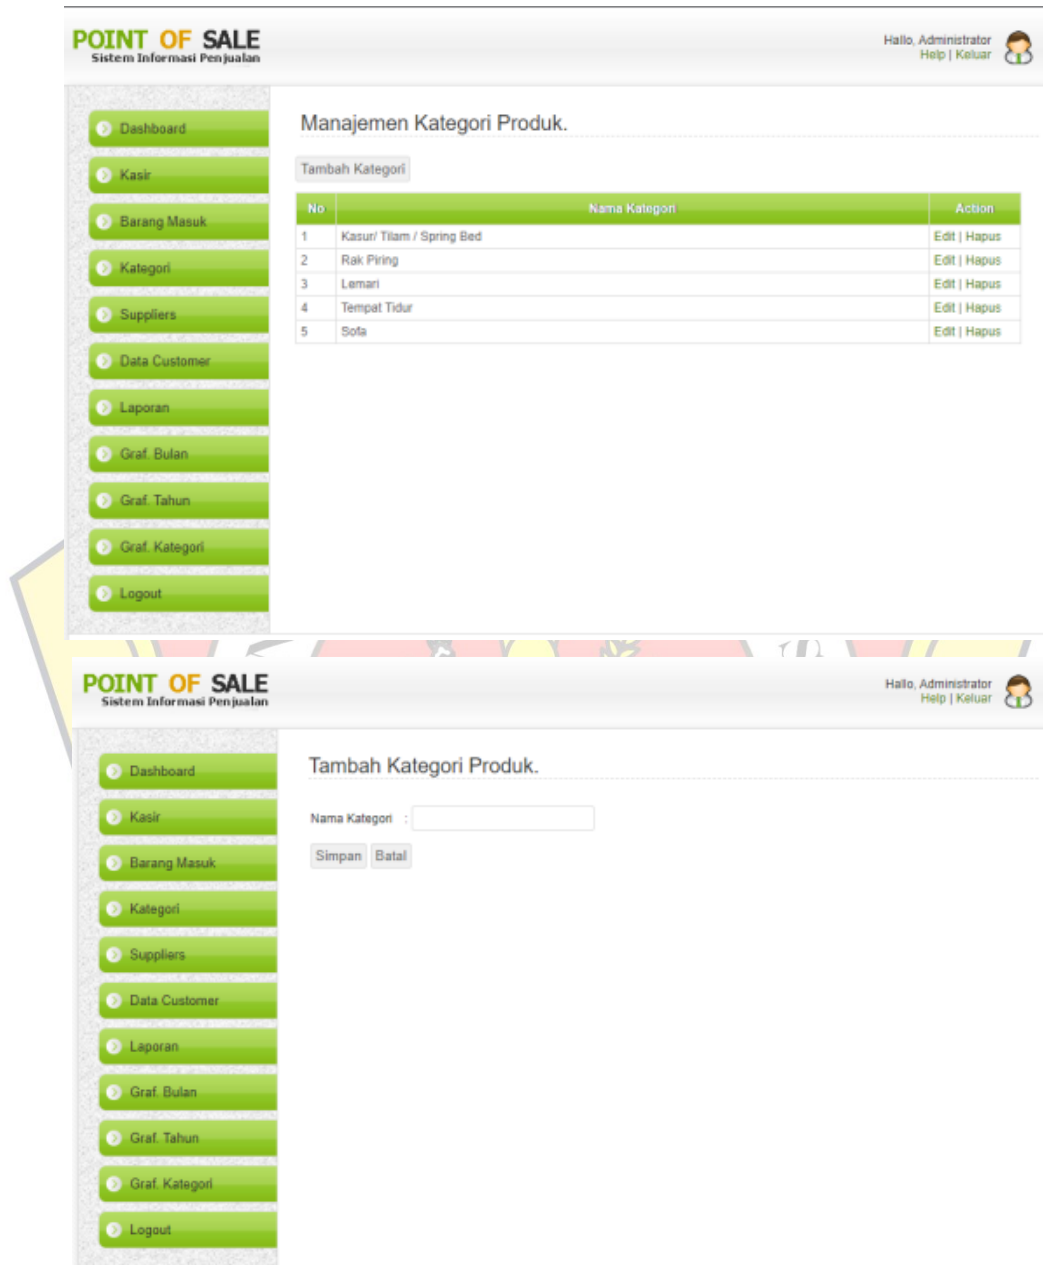 POINT OF SALE
Sistem Informasi Penjualan
Hallo, Administrator
Help | Keluar
Dashboard
Kasir
Barang Masuk
Kategori
Suppliers
Data Customer
Laporan
Graf. Bulan
Graf. Tahun
Graf. Kategori
Logout
Manajemen Kategori Produk.
Tambah Kategori
No Nama Kategori Action
1 Kasur/ Tilam / Spring Bed Edit | Hapus
2 Rak Piring Edit | Hapus
3 Lemari Edit | Hapus
4 Tempat Tidur Edit | Hapus
5 Sofa Edit | Hapus
POINT OF SALE
Sistem Informasi Penjualan
Hallo, Administrator
Help | Keluar
Dashboard
Kasir
Barang Masuk
Kategori
Suppliers
Data Customer
Laporan
Graf. Bulan
Graf. Tahun
Graf. Kategori
Logout
Tambah Kategori Produk.
Nama Kategori :
Simpan Batal